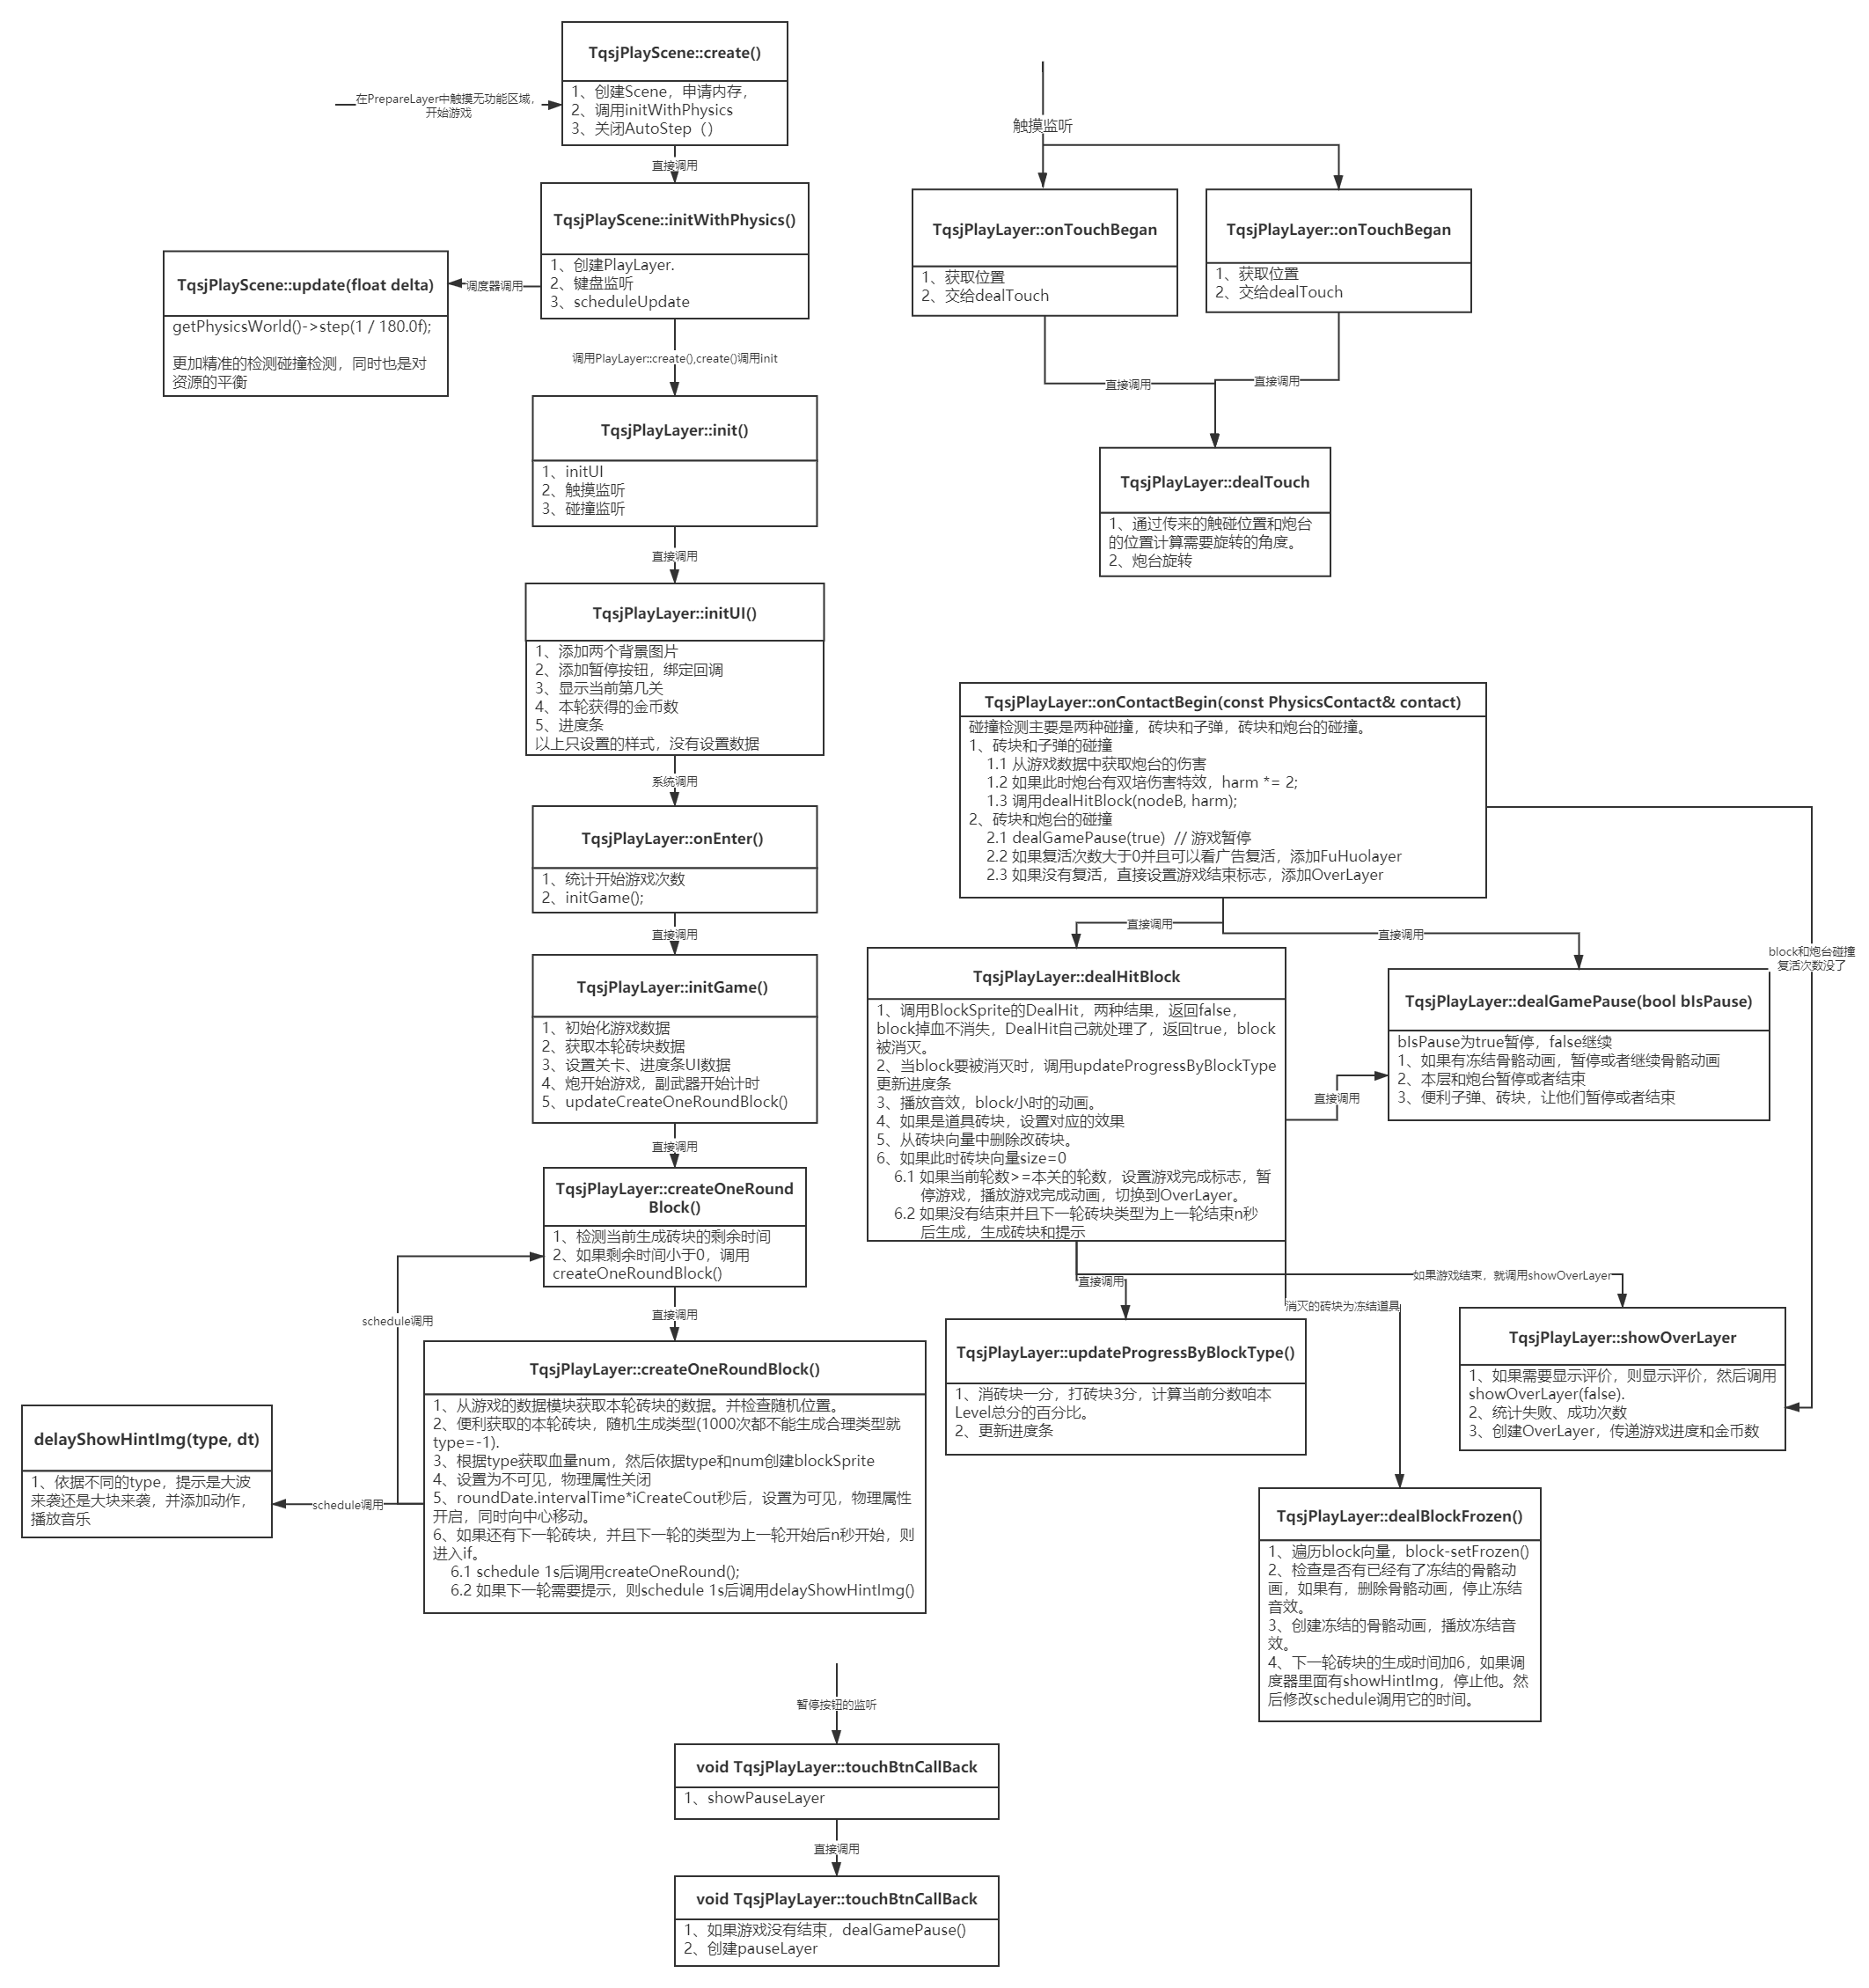 TqsjPlayScene::create()
1、创建Scene，申请内存，
2、调用initWithPhysics
3、关闭AutoStep（）
在PrepareLayer中触摸无功能区域，
开始游戏
直接调用
TqsjPlayScene::initWithPhysics()
1、创建PlayLayer.
2、键盘监听
3、scheduleUpdate
调度器调用
TqsjPlayScene::update(float delta)
getPhysicsWorld()->step(1 / 180.0f);
更加精准的检测碰撞检测，同时也是对
资源的平衡
调用PlayLayer::create(),create()调用init
TqsjPlayLayer::init()
1、initUI
2、触摸监听
3、碰撞监听
直接调用
TqsjPlayLayer::initUI()
1、添加两个背景图片
2、添加暂停按钮，绑定回调
3、显示当前第几关
4、本轮获得的金币数
5、进度条
以上只设置的样式，没有设置数据
系统调用
TqsjPlayLayer::onEnter()
1、统计开始游戏次数
2、initGame();
直接调用
TqsjPlayLayer::initGame()
1、初始化游戏数据
2、获取本轮砖块数据
3、设置关卡、进度条UI数据
4、炮开始游戏，副武器开始计时
5、updateCreateOneRoundBlock()
直接调用
TqsjPlayLayer::createOneRound
Block()
1、检测当前生成砖块的剩余时间
2、如果剩余时间小于0，调用
createOneRoundBlock()
schedule调用
直接调用
TqsjPlayLayer::createOneRoundBlock()
1、从游戏的数据模块获取本轮砖块的数据。并检查随机位置。
2、便利获取的本轮砖块，随机生成类型(1000次都不能生成合理类型就
type=-1).
3、根据type获取血量num，然后依据type和num创建blockSprite
4、设置为不可见，物理属性关闭
5、roundDate.intervalTime*iCreateCout秒后，设置为可见，物理属性
开启，同时向中心移动。
6、如果还有下一轮砖块，并且下一轮的类型为上一轮开始后n秒开始，则
进入if。
6.1 schedule 1s后调用createOneRound();
6.2 如果下一轮需要提示，则schedule 1s后调用delayShowHintImg()
schedule调用
delayShowHintImg(type, dt)
1、依据不同的type，提示是大波
来袭还是大块来袭，并添加动作，
播放音乐
触摸监听
TqsjPlayLayer::onTouchBegan
1、获取位置
2、交给dealTouch
TqsjPlayLayer::onTouchBegan
1、获取位置
2、交给dealTouch
直接调用
直接调用
TqsjPlayLayer::dealTouch
1、通过传来的触碰位置和炮台
的位置计算需要旋转的角度。
2、炮台旋转
TqsjPlayLayer::onContactBegin(const PhysicsContact& contact)
碰撞检测主要是两种碰撞，砖块和子弹，砖块和炮台的碰撞。
1、砖块和子弹的碰撞
1.1 从游戏数据中获取炮台的伤害
1.2 如果此时炮台有双培伤害特效，harm *= 2;
1.3 调用dealHitBlock(nodeB, harm);
2、砖块和炮台的碰撞
2.1 dealGamePause(true)  // 游戏暂停
2.2 如果复活次数大于0并且可以看广告复活，添加FuHuolayer
2.3 如果没有复活，直接设置游戏结束标志，添加OverLayer
直接调用
直接调用
block和炮台碰撞
复活次数没了
TqsjPlayLayer::dealHitBlock
1、调用BlockSprite的DealHit，两种结果，返回false，
block掉血不消失，DealHit自己就处理了，返回true，block
被消灭。
2、当block要被消灭时，调用updateProgressByBlockType
更新进度条
3、播放音效，block小时的动画。
4、如果是道具砖块，设置对应的效果
5、从砖块向量中删除改砖块。
6、如果此时砖块向量size=0
6.1 如果当前轮数>=本关的轮数，设置游戏完成标志，暂
停游戏，播放游戏完成动画，切换到OverLayer。
6.2 如果没有结束并且下一轮砖块类型为上一轮结束n秒
后生成，生成砖块和提示
直接调用
TqsjPlayLayer::dealGamePause(bool bIsPause)
bIsPause为true暂停，false继续
1、如果有冻结骨骼动画，暂停或者继续骨骼动画
2、本层和炮台暂停或者结束
3、便利子弹、砖块，让他们暂停或者结束
直接调用
如果游戏结束，就调用showOverLayer
消灭的砖块为冻结道具
TqsjPlayLayer::updateProgressByBlockType()
1、消砖块一分，打砖块3分，计算当前分数咱本
Level总分的百分比。
2、更新进度条
TqsjPlayLayer::showOverLayer
1、如果需要显示评价，则显示评价，然后调用
showOverLayer(false).
2、统计失败、成功次数
3、创建OverLayer，传递游戏进度和金币数
TqsjPlayLayer::dealBlockFrozen()
1、遍历block向量，block-setFrozen()
2、检查是否有已经有了冻结的骨骼动
画，如果有，删除骨骼动画，停止冻结
音效。
3、创建冻结的骨骼动画，播放冻结音
效。
4、下一轮砖块的生成时间加6，如果调
度器里面有showHintImg，停止他。然
后修改schedule调用它的时间。
暂停按钮的监听
void TqsjPlayLayer::touchBtnCallBack
1、showPauseLayer
直接调用
void TqsjPlayLayer::touchBtnCallBack
1、如果游戏没有结束，dealGamePause()
2、创建pauseLayer